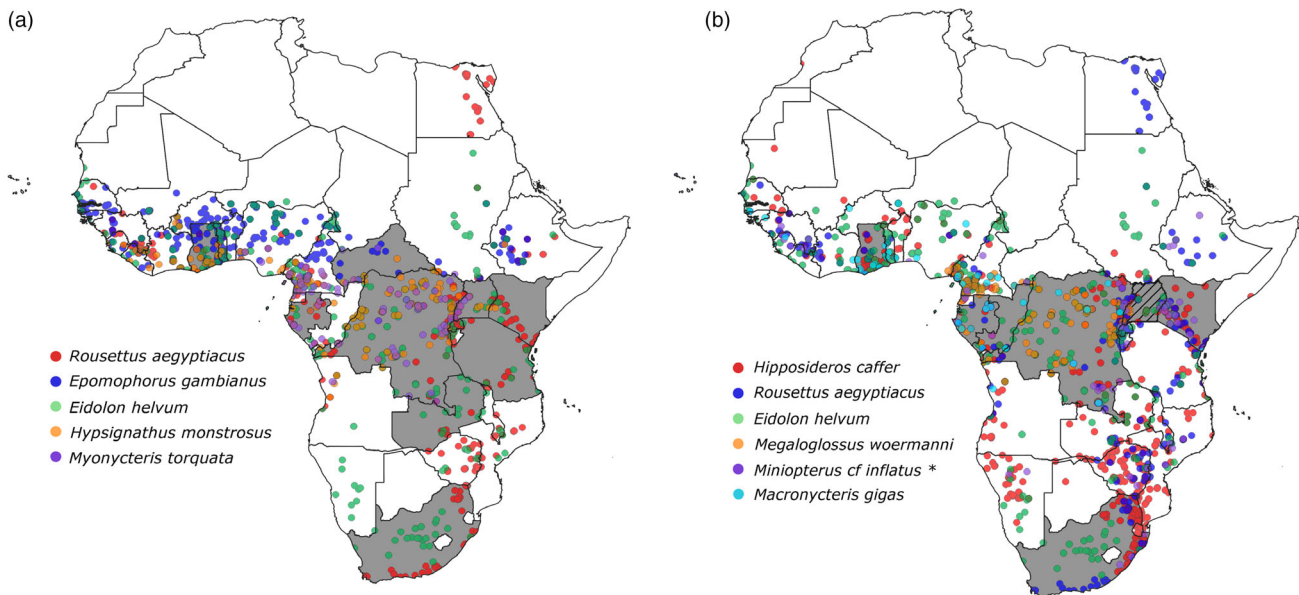 (a)
Rousettus aegyptiacus
Epomophorus gambianus
Eidolon helvum
Hypsignathus monstrosus
Myonycteris torquata
(b)
Hipposideros caffer
Rousettus aegyptiacus
Eidolon helvum
Megaloglossus woermanni
Miniopterus cf inflatus *
Macronycteris gigas